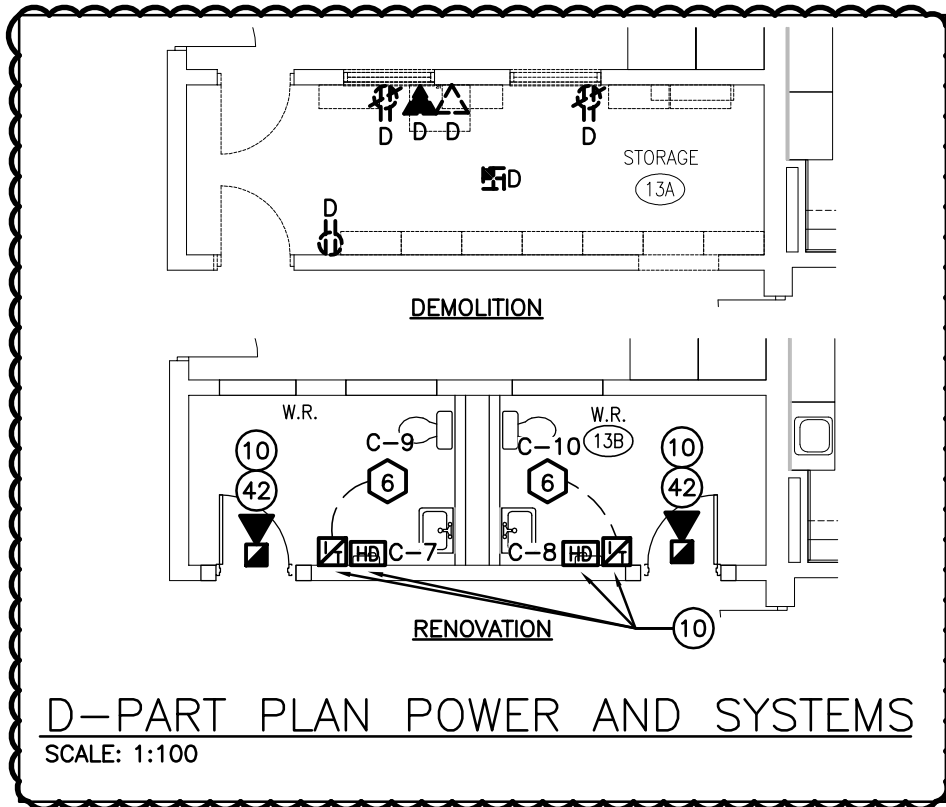 D D D D
STORAGE
13A
D
D
DEMOLITION
W.R. W.R.
C-9 C-10 13B
10 6 6 10
42 42
I/T HD C-7 C-8 HD I/T
10
RENOVATION
D-PART PLAN POWER AND SYSTEMS
SCALE: 1:100